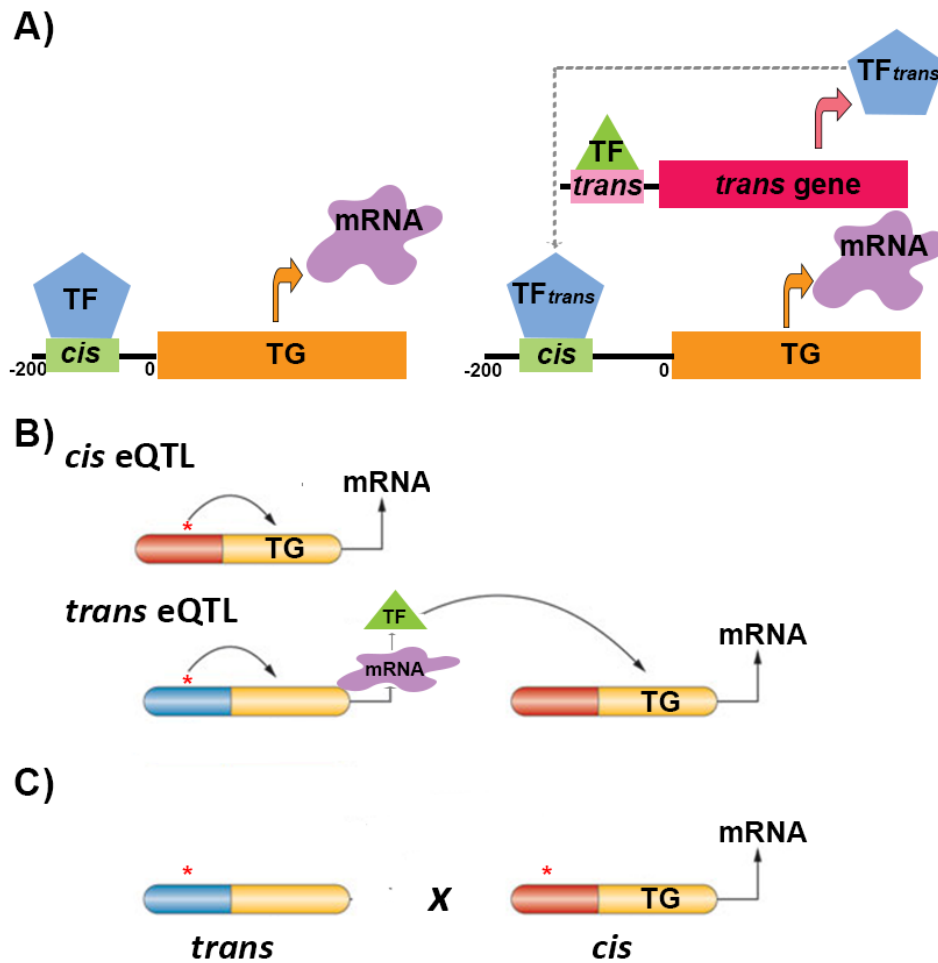 A)
TF
cis
-200
0
TG
mRNA
TFtrans
TF
trans
trans gene
mRNA
TFtrans
cis
-200
0
TG
B)
cis eQTL
mRNA
*
TG
trans eQTL
TF
mRNA
*
mRNA
TG
C)
mRNA
*
*
TG
x
trans
cis